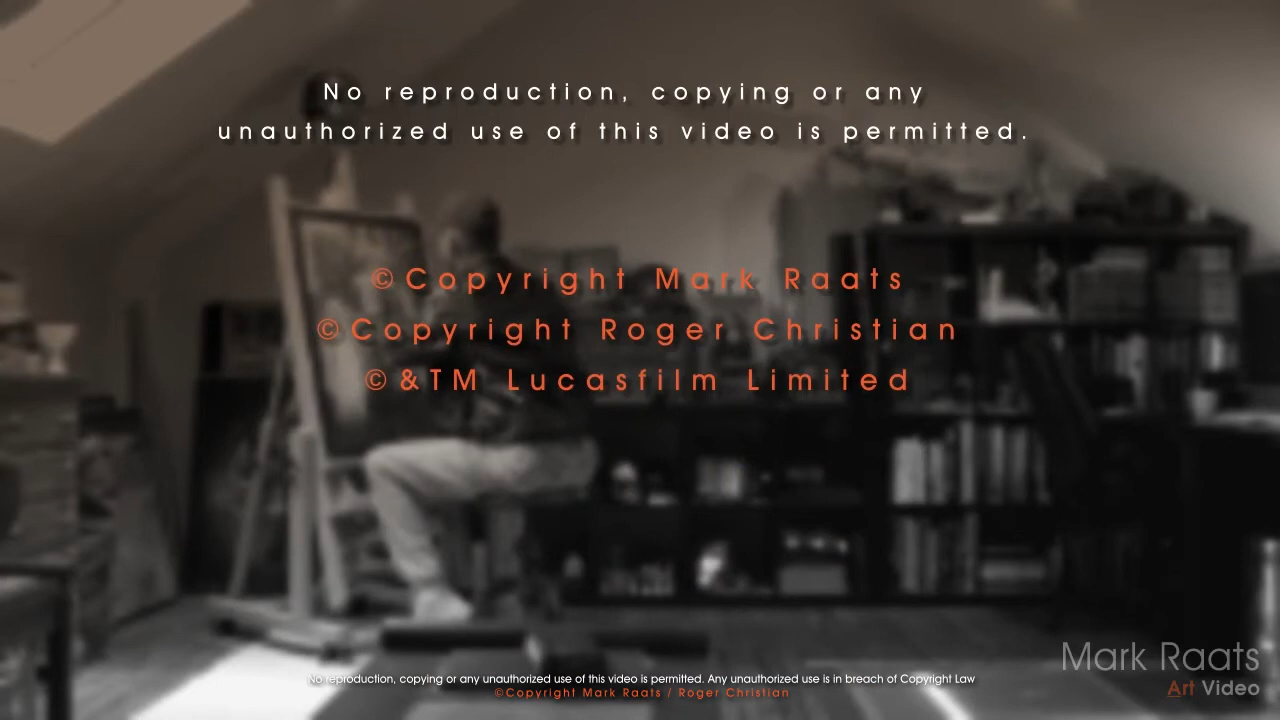 No reproduction, copying or any
unauthorized use of this video is permitted.
©Copyright Mark Raats
©Copyright Roger Christian
©&TM Lucasfilm Limited
Mark Raats
Art Video
No reproduction, copying or any unauthorized use of this video is permitted. Any unauthorized use is in breach of Copyright Law
©Copyright Mark Raats / Roger Christian